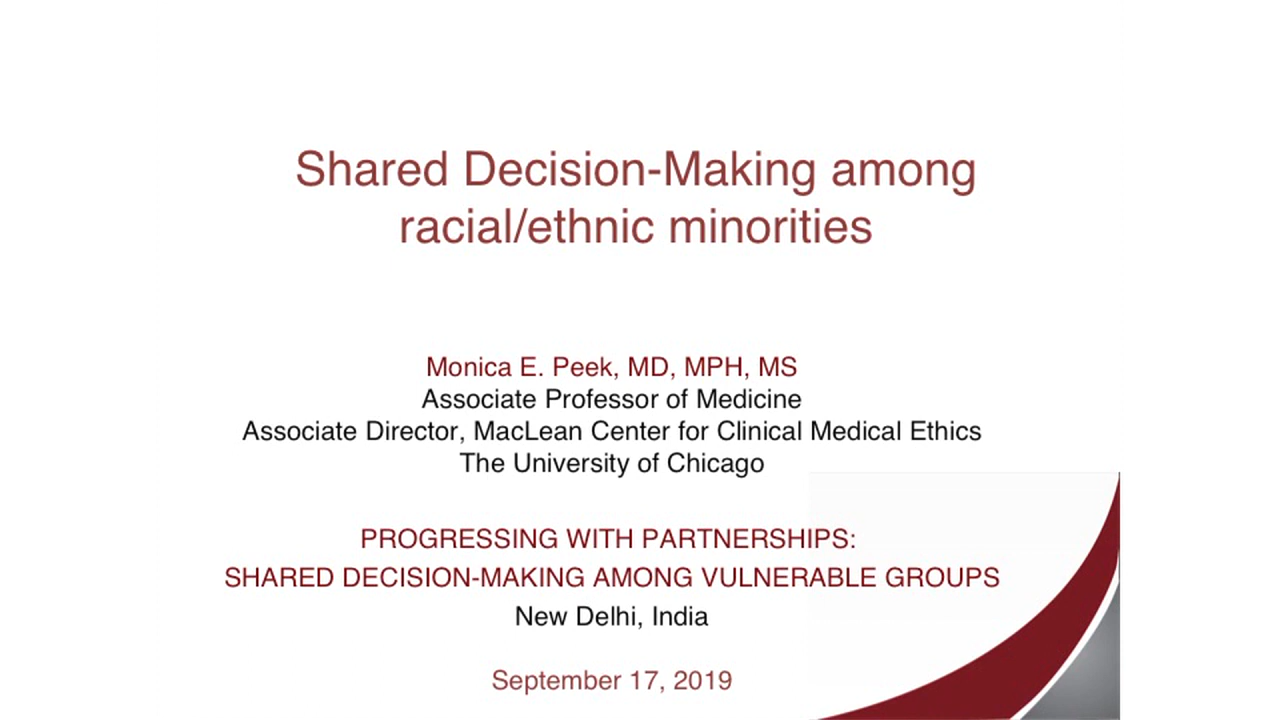 Shared Decision-Making among
racial/ethnic minorities
Monica E. Peek, MD, MPH, MS
Associate Professor of Medicine
Associate Director, MacLean Center for Clinical Medical Ethics
The University of Chicago
PROGRESSING WITH PARTNERSHIPS:
SHARED DECISION-MAKING AMONG VULNERABLE GROUPS
New Delhi, India
September 17, 2019